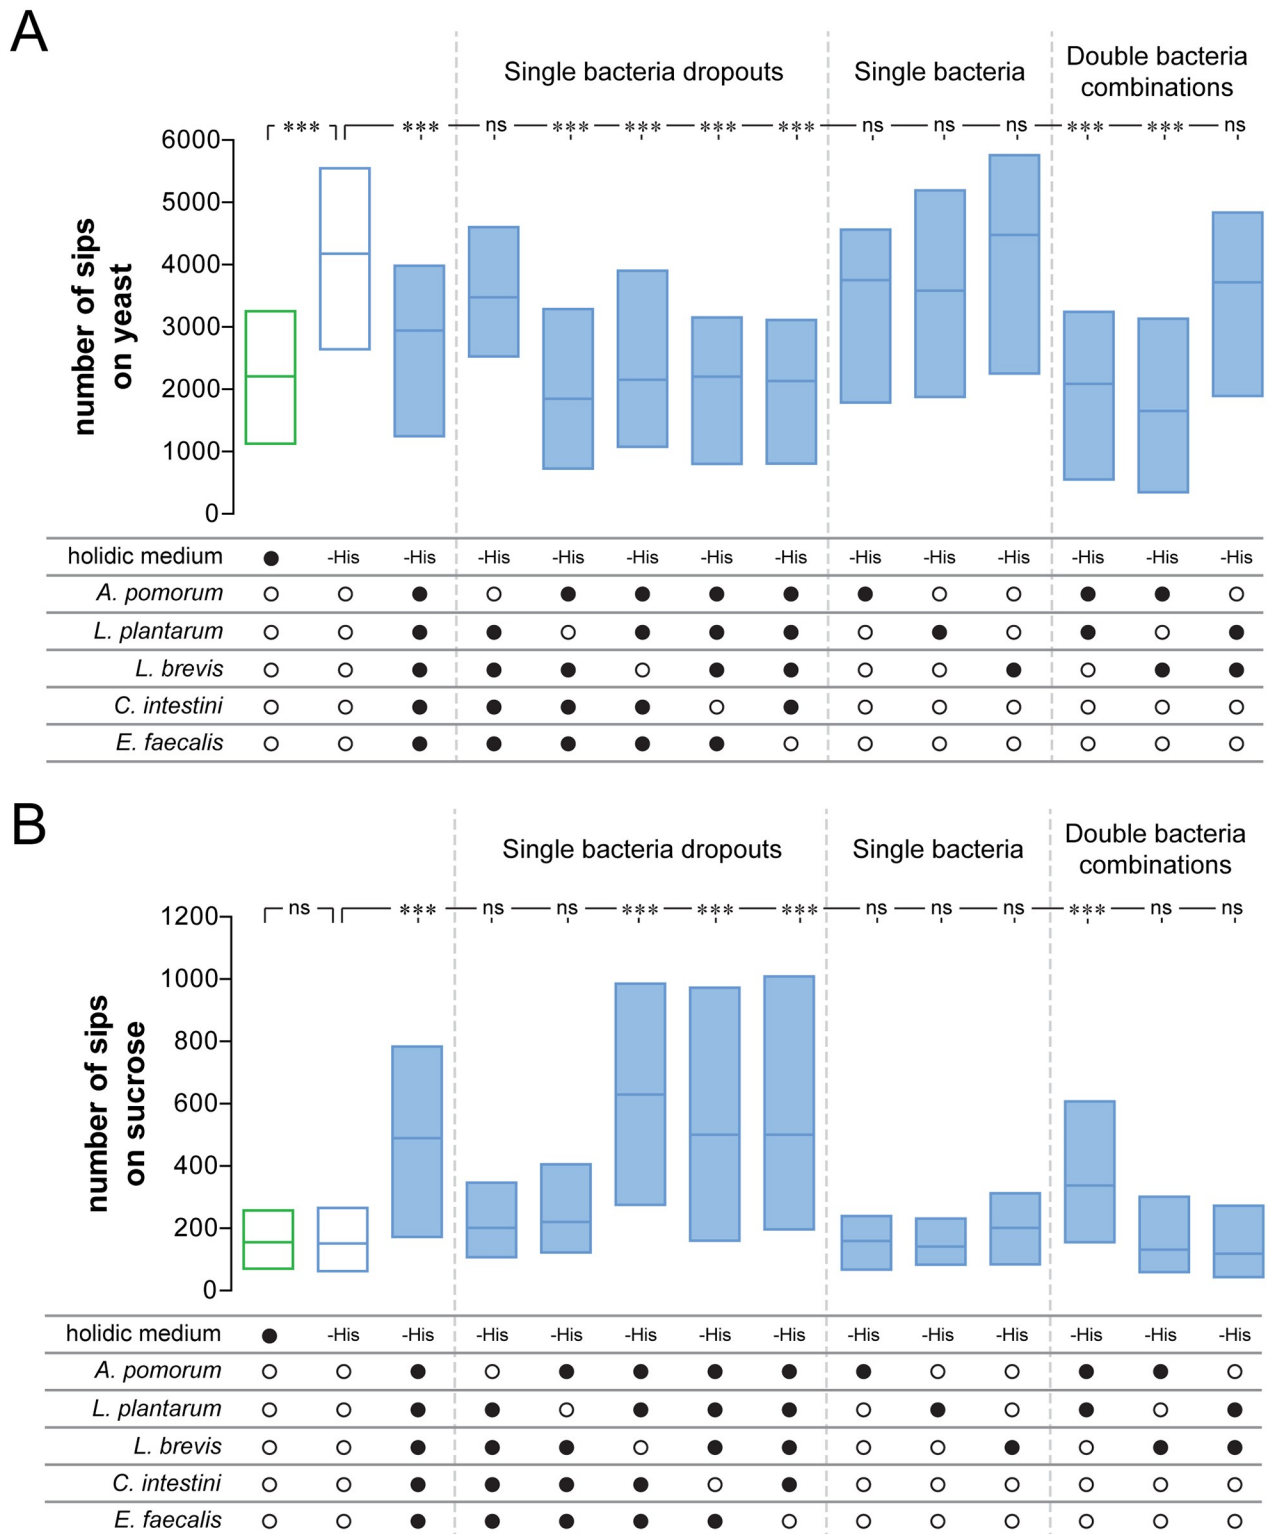 A
Single bacteria dropouts
Single bacteria
Double bacteria
combinations
*** *** ns *** *** *** *** ns ns ns *** *** ns
number of sips
on yeast
6000
5000
4000
3000
2000
1000
0
holidic medium -His -His -His -His -His -His -His -His -His -His -His -His -His
A. pomorum
L. plantarum
L. brevis
C. intestini
E. faecalis
B
Single bacteria dropouts
Single bacteria
Double bacteria
combinations
ns *** ns ns *** *** *** ns ns ns *** ns ns
number of sips
on sucrose
1200
1000
800
600
400
200
0
holidic medium -His -His -His -His -His -His -His -His -His -His -His -His -His
A. pomorum
L. plantarum
L. brevis
C. intestini
E. faecalis